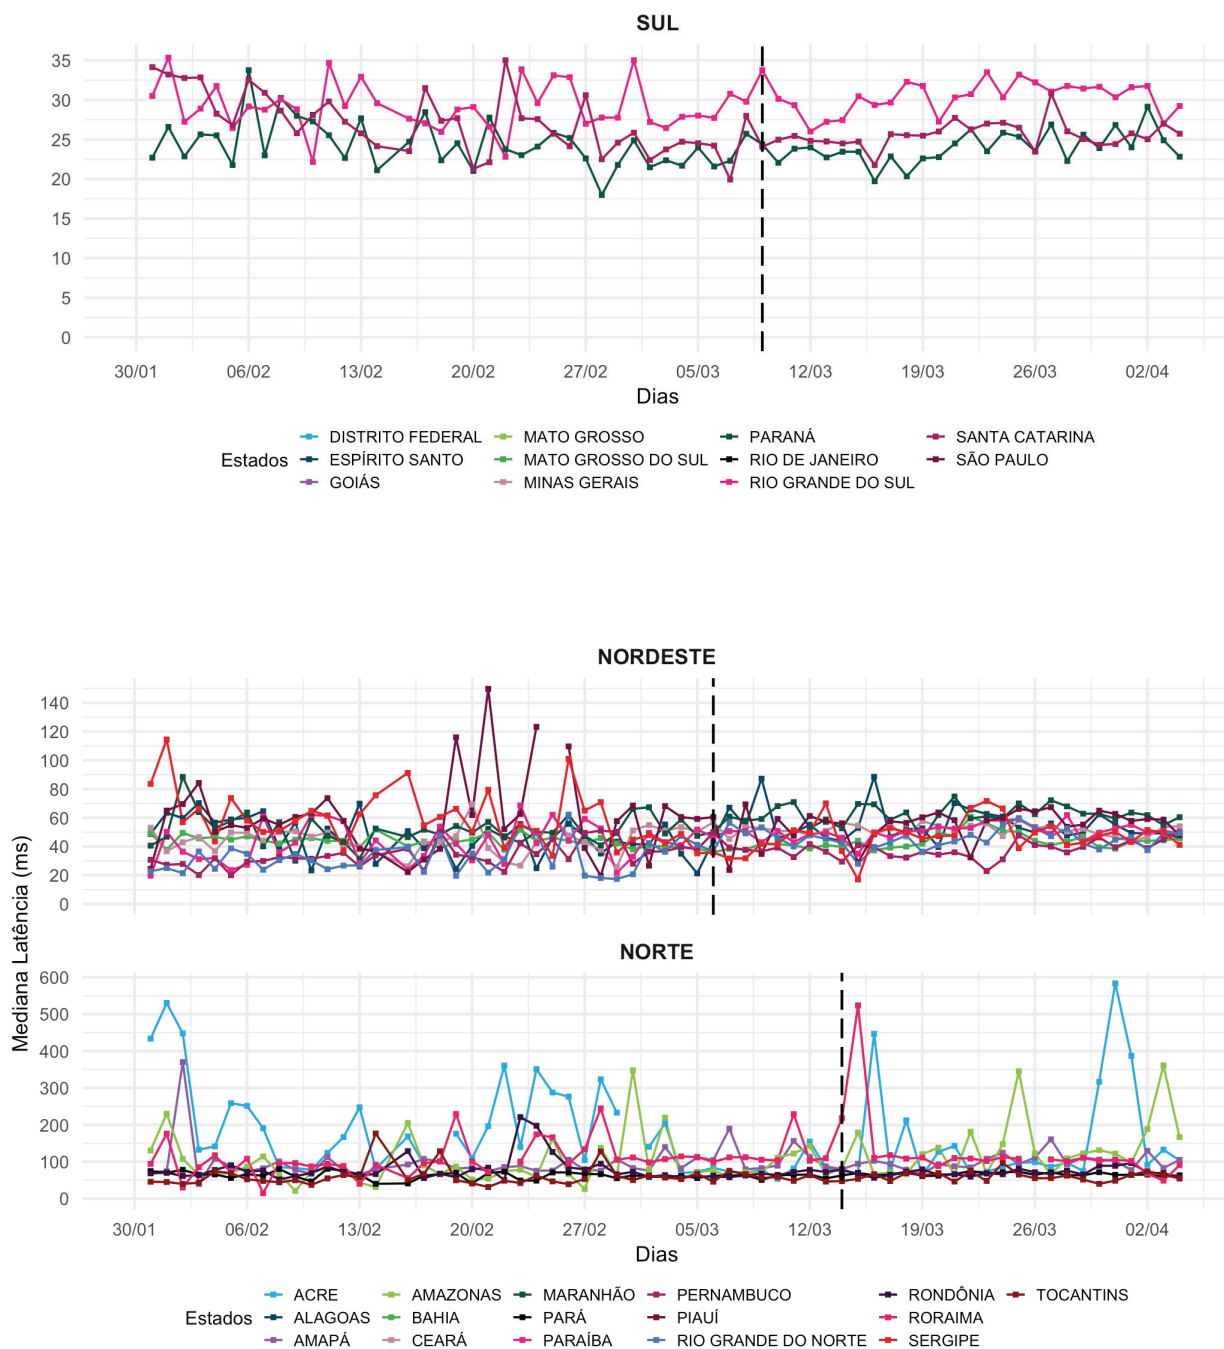 SUL
35
30
25
20
15
10
5
0
30/01 06/02 13/02 20/02 27/02 05/03 12/03 19/03 26/03 02/04
Dias
Estados
DISTRITO FEDERAL MATO GROSSO PARANÁ SANTA CATARINA
ESPÍRITO SANTO MATO GROSSO DO SUL RIO DE JANEIRO SÃO PAULO
GOIÁS MINAS GERAIS RIO GRANDE DO SUL
NORDESTE
140
120
100
80
60
40
20
0
Mediana Latência (ms)
NORTE
600
500
400
300
200
100
0
30/01 06/02 13/02 20/02 27/02 05/03 12/03 19/03 26/03 02/04
Dias
Estados
ACRE AMAZONAS MARANHÃO PERNAMBUCO RONDÔNIA TOCANTINS
ALAGOAS BAHIA PARÁ PIAUÍ RORAIMA
AMAPÁ CEARÁ PARAÍBA RIO GRANDE DO NORTE SERGIPE